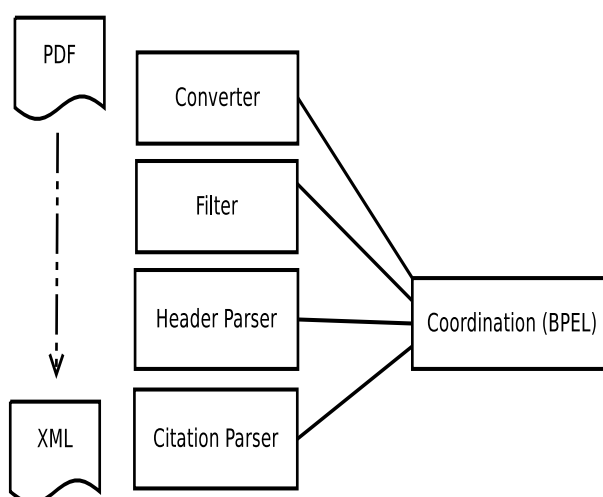 PDF
Converter
Filter
Header Parser
Coordination (BPEL)
Citation Parser
XML